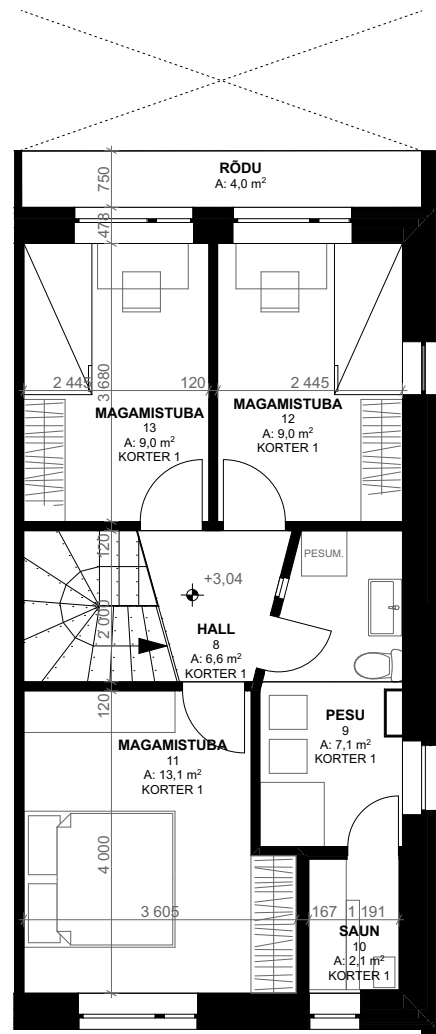 RÕDU
A: 4,0 m²
750
478
3 680
2 445
120
2 445
MAGAMISTUBA
13
A: 9,0 m²
KORTER 1
MAGAMISTUBA
12
A: 9,0 m²
KORTER 1
120
PESUM.
+3,04
2 000
HALL
8
A: 6,6 m²
KORTER 1
120
MAGAMISTUBA
11
A: 13,1 m²
KORTER 1
PESU
9
A: 7,1 m²
KORTER 1
4 000
3 605
167
1 191
SAUN
10
A: 2,1 m²
KORTER 1